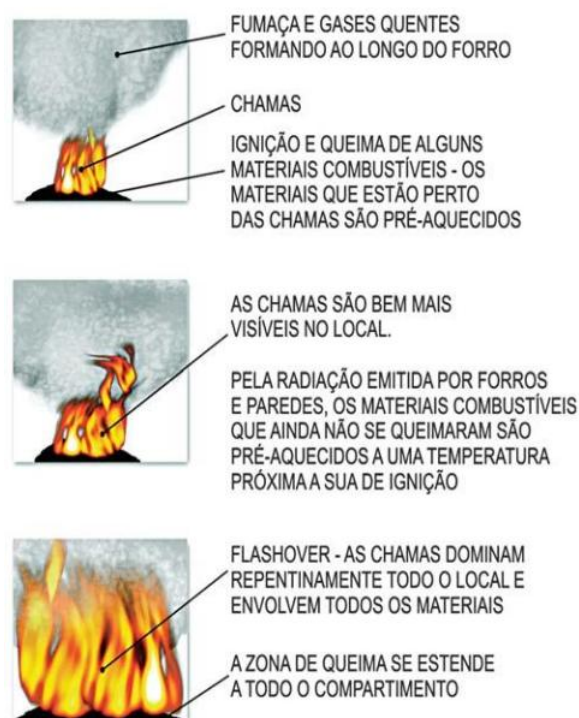 FUMAÇA E GASES QUENTES
FORMANDO AO LONGO DO FORRO
CHAMAS
IGNIÇÃO E QUEIMA DE ALGUNS
MATERIAIS COMBUSTÍVEIS - OS
MATERIAIS QUE ESTÃO PERTO
DAS CHAMAS SÃO PRÉ-AQUECIDOS
AS CHAMAS SÃO BEM MAIS
VISÍVEIS NO LOCAL.
PELA RADIAÇÃO EMITIDA POR FORROS
E PAREDES, OS MATERIAIS COMBUSTÍVEIS
QUE AINDA NÃO SE QUEIMARAM SÃO
PRÉ-AQUECIDOS A UMA TEMPERATURA
PRÓXIMA A SUA DE IGNIÇÃO
FLASHOVER - AS CHAMAS DOMINAM
REPENTINAMENTE TODO O LOCAL E
ENVOLVEM TODOS OS MATERIAIS
A ZONA DE QUEIMA SE ESTENDE
A TODO O COMPARTIMENTO